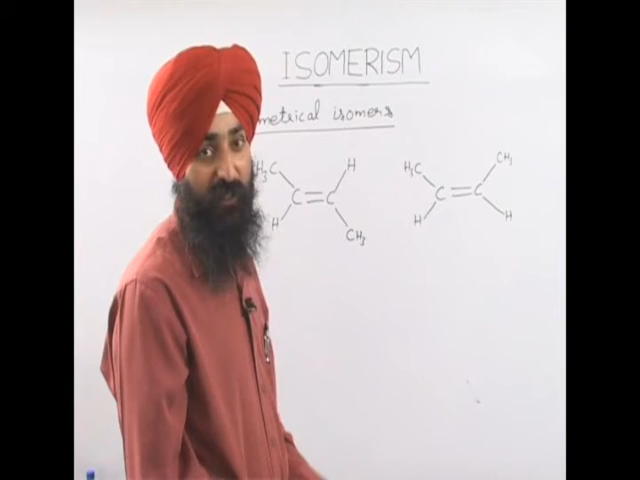 ISOMERISM
metrical isomers
H₃C H H₃C CH₃
C=C C=C
H CH₃ H H